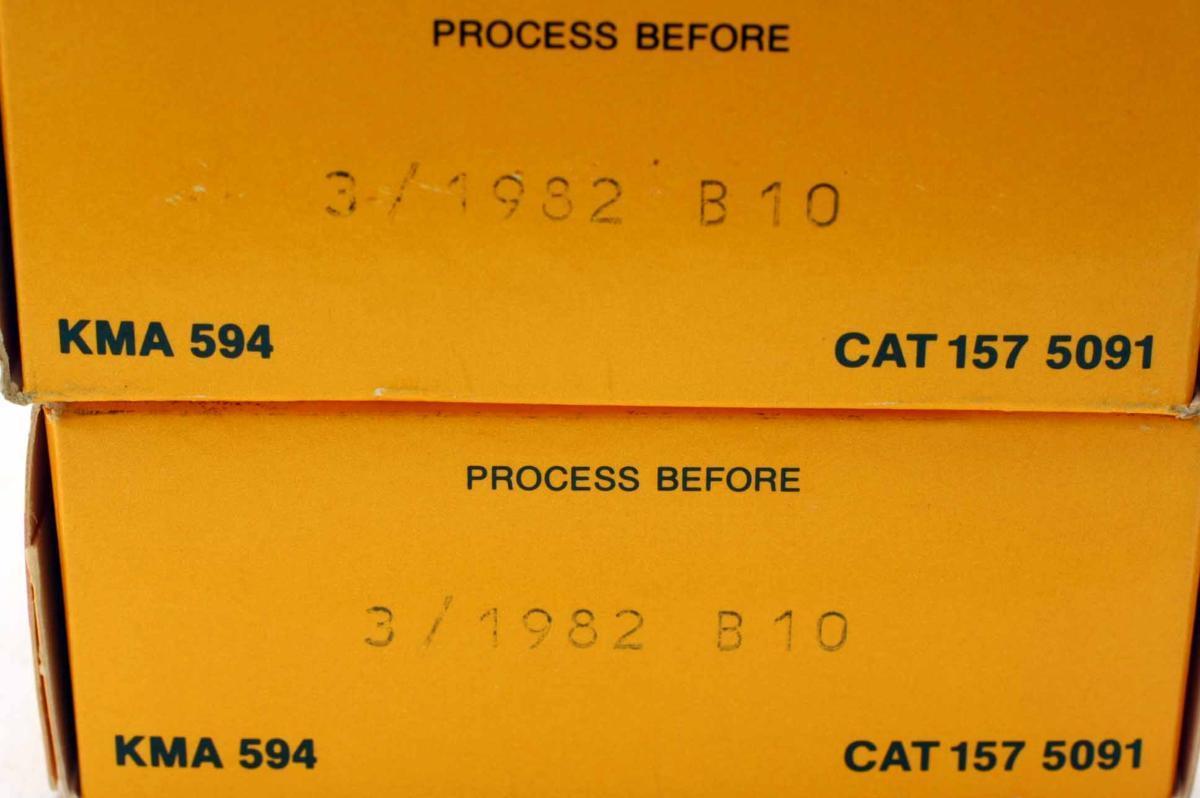 PROCESS BEFORE
3/1982 B10
KMA 594 CAT 157 5091
PROCESS BEFORE
3/1982 B10
KMA 594 CAT 157 5091